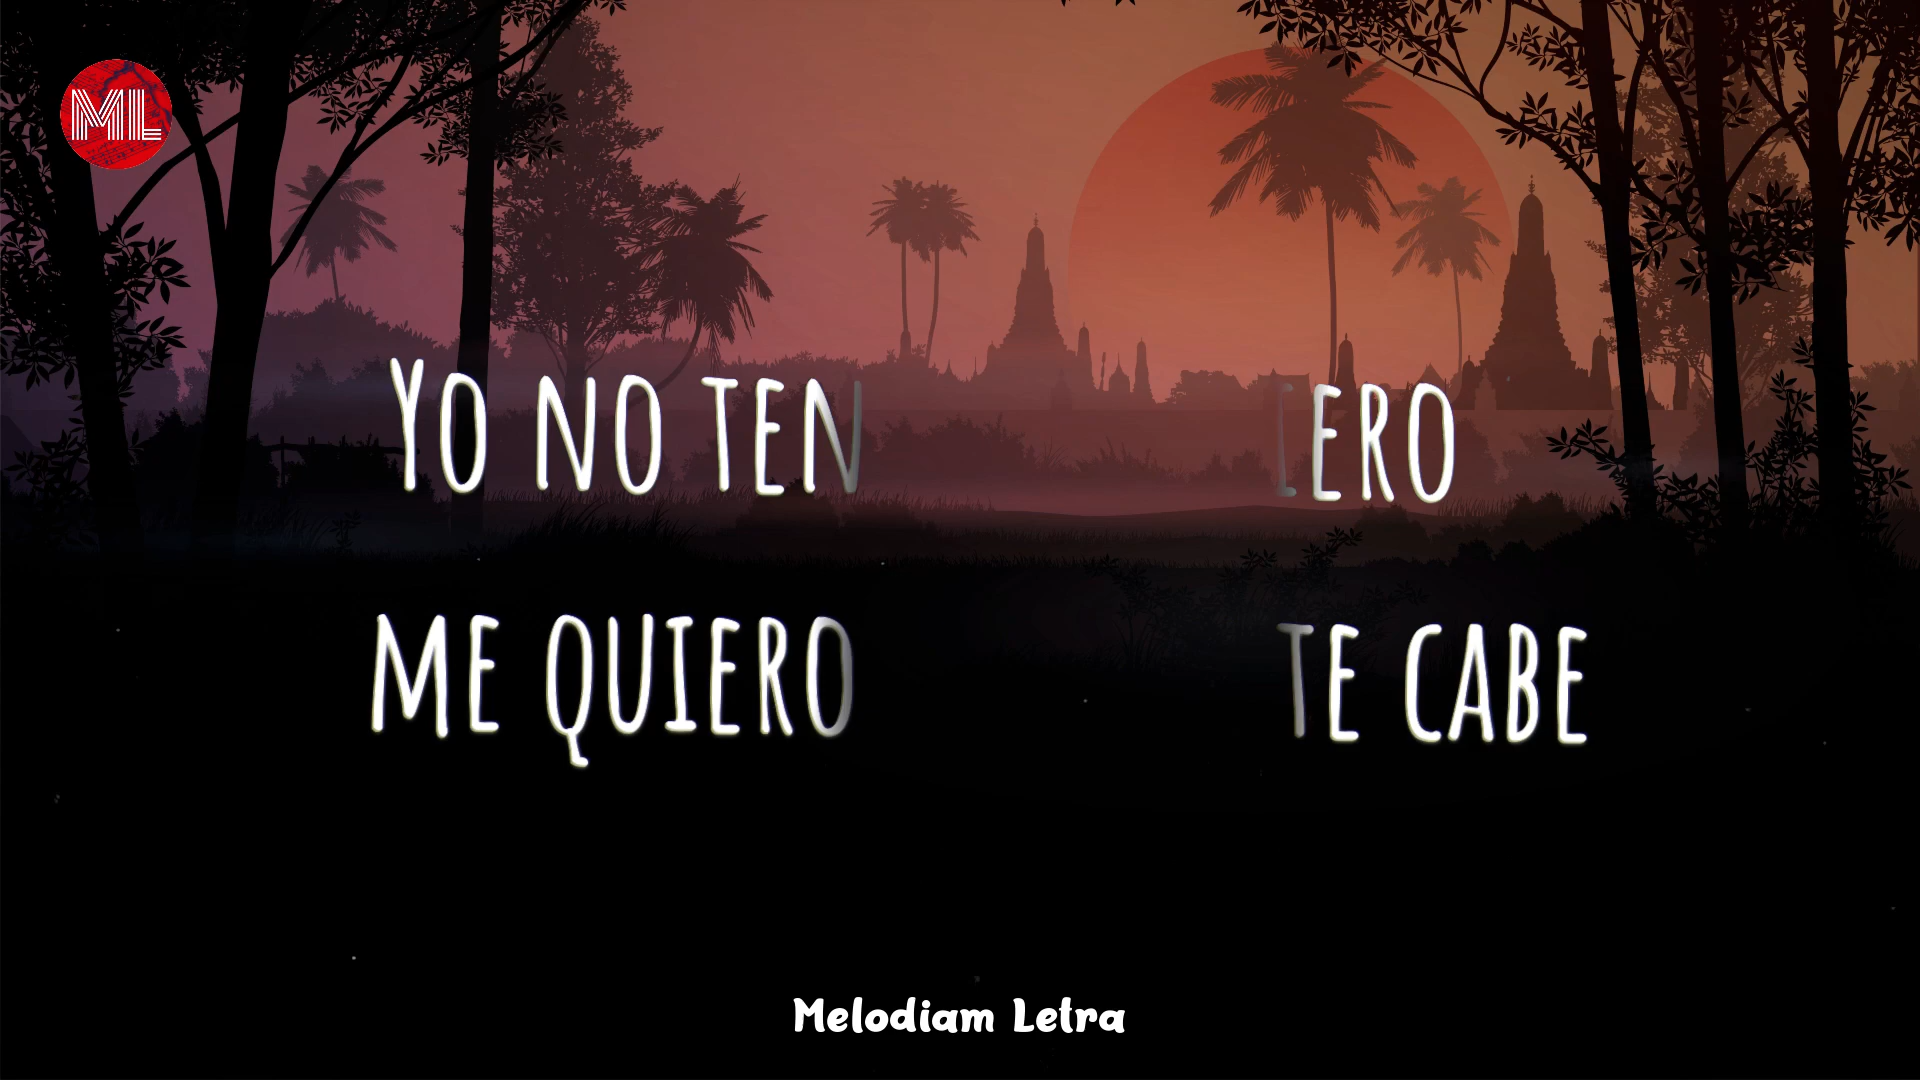 ML
YO NO TEN
ERO
ME QUIERO
TE CABE
Melodiam Letra